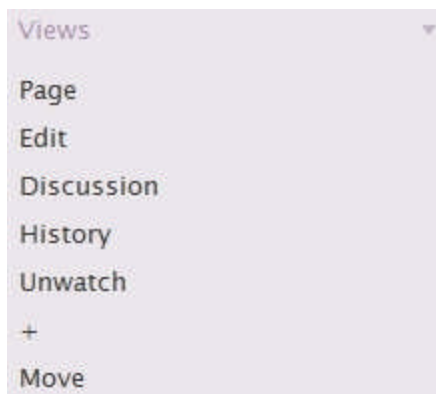 Views
Page
Edit
Discussion
History
Unwatch
+
Move